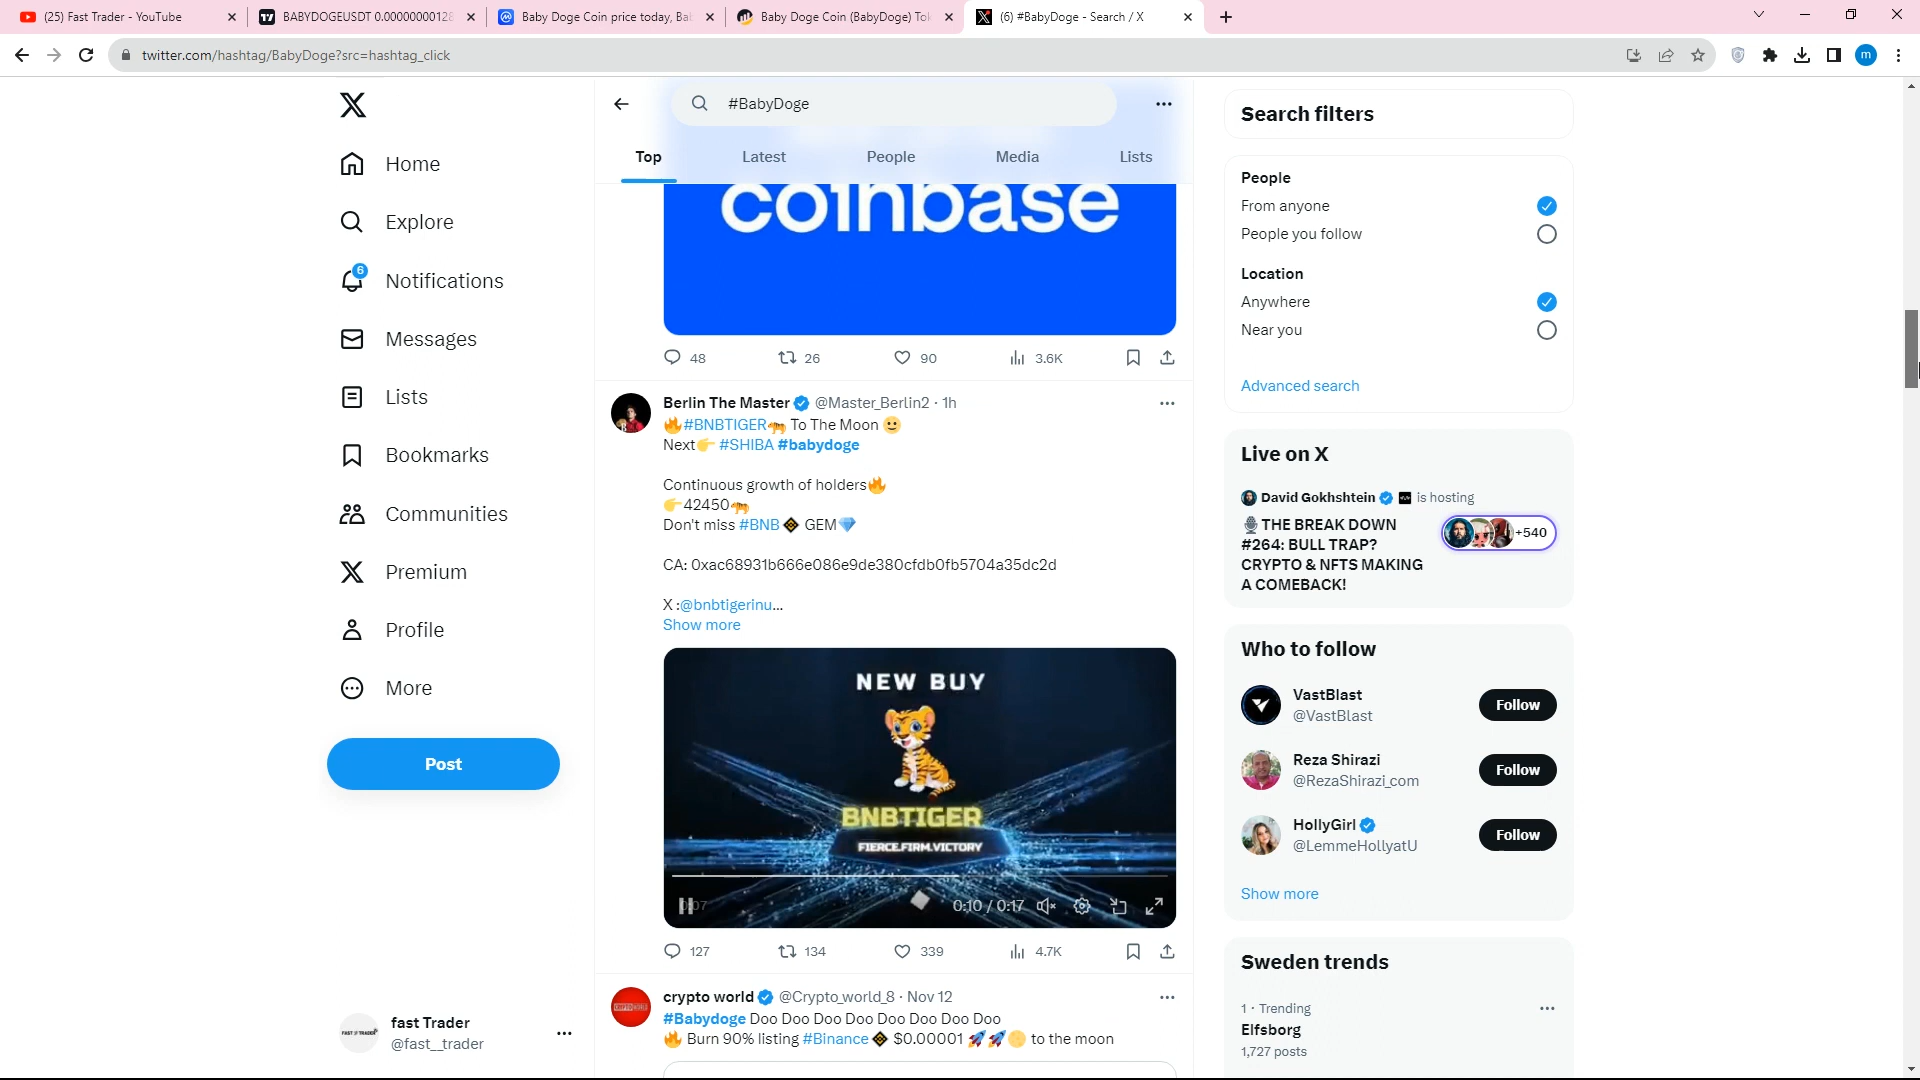 (25) Fast Trader - YouTube
BABYDOGEUSDT 0.00000000128
Baby Doge Coin price today, Ba
Baby Doge Coin (BabyDoge) To
(6) #BabyDoge - Search / X
twitter.com/hashtag/BabyDoge?src=hashtag_click
m
Home
Explore
6
Notifications
Messages
Lists
Bookmarks
Communities
Premium
Profile
More
Post
fast Trader
@fast__trader
#BabyDoge
Top
Latest
People
Media
Lists
coinbase
48
26
90
3.6K
Berlin The Master @Master_Berlin2 · 1h
🔥#BNBTIGER🐅 To The Moon 🙂
Next👉 #SHIBA #babydoge
Continuous growth of holders🔥
👉42450🐅
Don't miss #BNB GEM💎
CA: 0xac68931b666e086e9de380cfdb0fb5704a35dc2d
X :@bnbtigerinu...
Show more
NEW BUY
BNBTIGER
FIERCE.FIRM.VICTORY
0:10 / 0:17
127
134
339
4.7K
crypto world @Crypto_world_8 · Nov 12
#Babydoge Doo Doo Doo Doo Doo Doo Doo Doo
🔥 Burn 90% listing #Binance $0.00001 🚀🚀🌕 to the moon
Search filters
People
From anyone
People you follow
Location
Anywhere
Near you
Advanced search
Live on X
David Gokhshtein is hosting
🎙️THE BREAK DOWN
#264: BULL TRAP?
CRYPTO & NFTS MAKING
A COMEBACK!
+540
Who to follow
VastBlast
@VastBlast
Follow
Reza Shirazi
@RezaShirazi_com
Follow
HollyGirl
@LemmeHollyatU
Follow
Show more
Sweden trends
1 · Trending
Elfsborg
1,727 posts